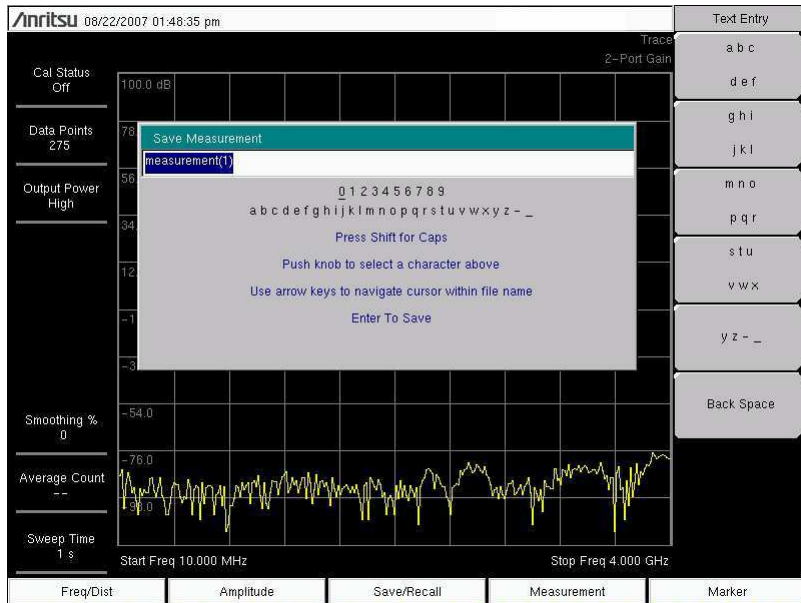 Anritsu 08/22/2007 01:48:35 pm
Text Entry
Trace
2-Port Gain
a b c
d e f
g h i
j k l
m n o
p q r
s t u
v w x
y z - _
Back Space
Cal Status
Off
Data Points
275
Output Power
High
Smoothing %
0
Average Count
--
Sweep Time
1 s
100.0 dB
78
56
34
12
-1
-3
-54.0
-76.0
-98.0
Save Measurement
measurement(1)
0 1 2 3 4 5 6 7 8 9
a b c d e f g h i j k l m n o p q r s t u v w x y z - _
Press Shift for Caps
Push knob to select a character above
Use arrow keys to navigate cursor within file name
Enter To Save
Start Freq 10.000 MHz
Stop Freq 4.000 GHz
Freq/Dist
Amplitude
Save/Recall
Measurement
Marker